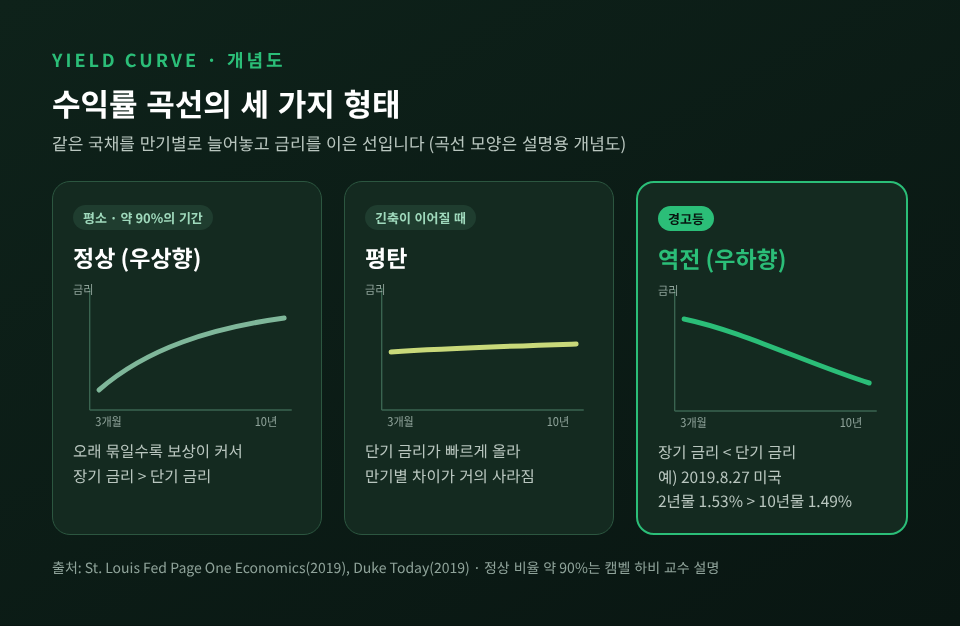 YIELD CURVE · 개념도
수익률 곡선의 세 가지 형태
같은 국채를 만기별로 늘어놓고 금리를 이은 선입니다 (곡선 모양은 설명용 개념도)
평소 · 약 90%의 기간
정상 (우상향)
금리
3개월 10년
오래 묶일수록 보상이 커서
장기 금리 > 단기 금리
긴축이 이어질 때
평탄
금리
3개월 10년
단기 금리가 빠르게 올라
만기별 차이가 거의 사라짐
경고등
역전 (우하향)
금리
3개월 10년
장기 금리 < 단기 금리
예) 2019.8.27 미국
2년물 1.53% > 10년물 1.49%
출처: St. Louis Fed Page One Economics(2019), Duke Today(2019) · 정상 비율 약 90%는 캠벨 하비 교수 설명